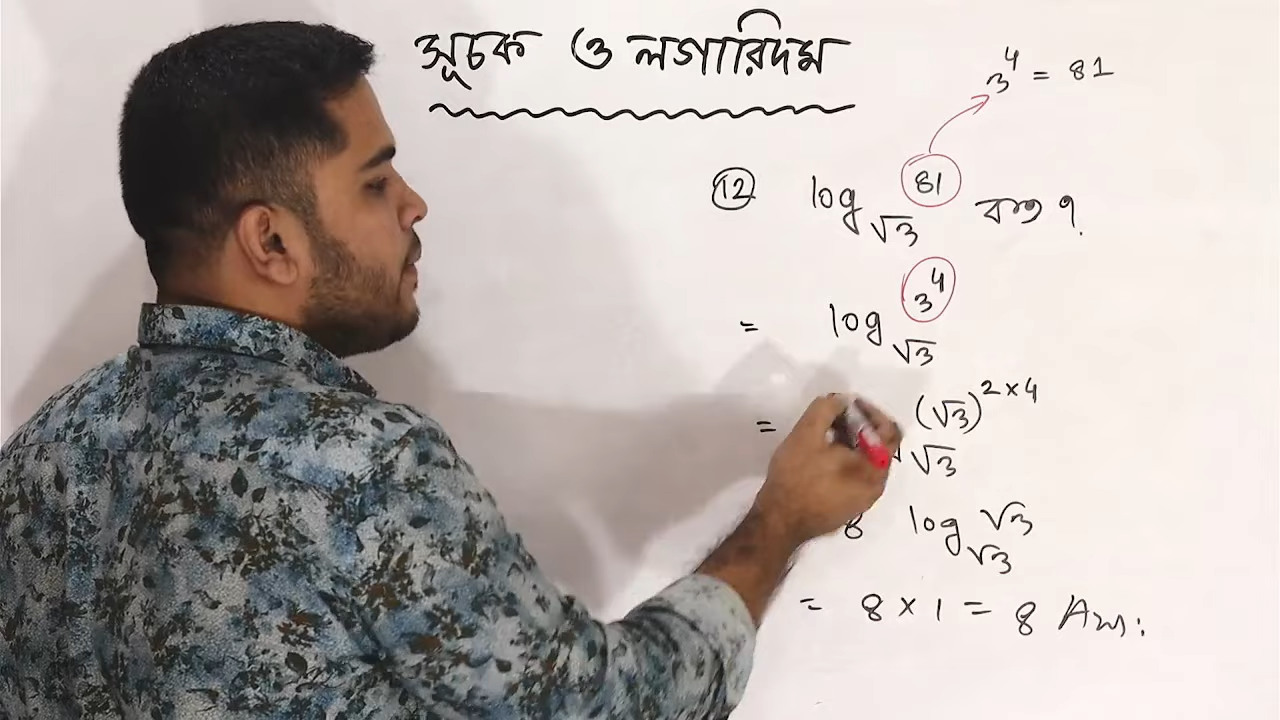 সূচক ও লগারিদম
3^4 = 81
(12) log_√3 81 কত ?
= log_√3 3^4
= (√3)^2×4 √3
8 log_√3 √3
= 8 × 1 = 8 Ans: